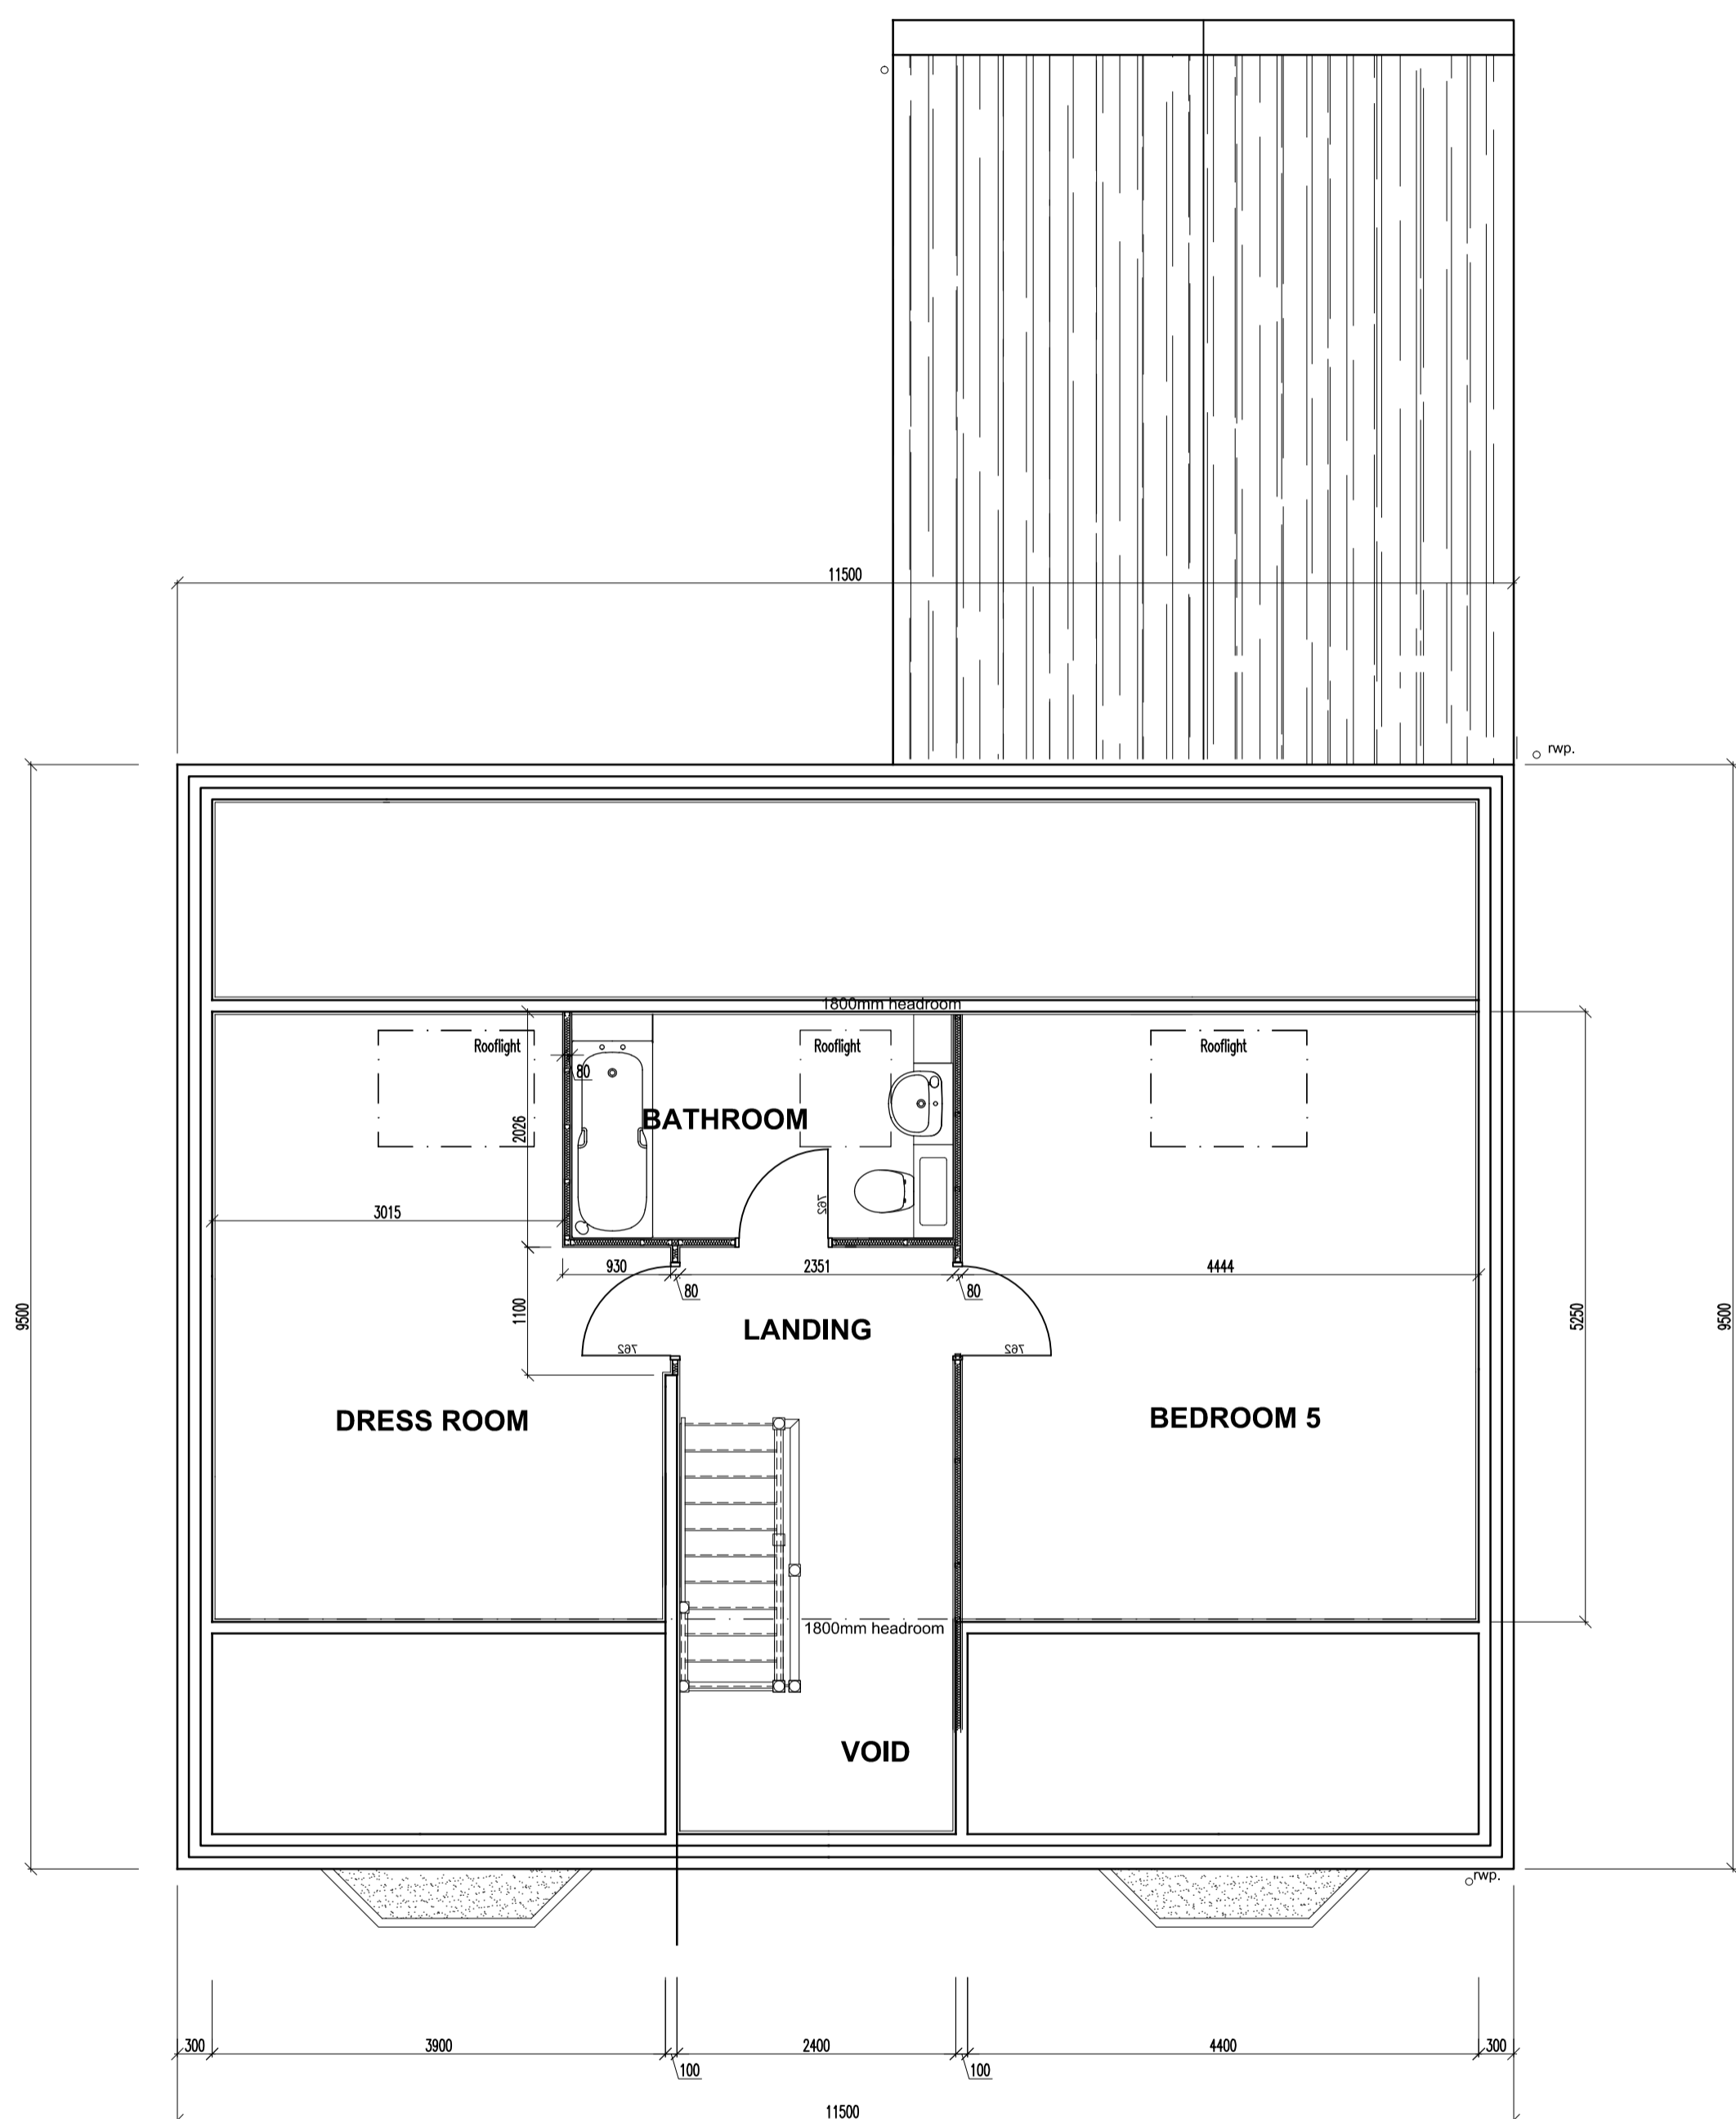 11500
rwp.
1800mm headroom
Rooflight
Rooflight
Rooflight
80
BATHROOM
2026
762
3015
930
2351
4444
80
80
1100
LANDING
9500
5250
9500
762
762
DRESS ROOM
BEDROOM 5
1800mm headroom
VOID
rwp.
300
3900
2400
4400
300
100
100
11500